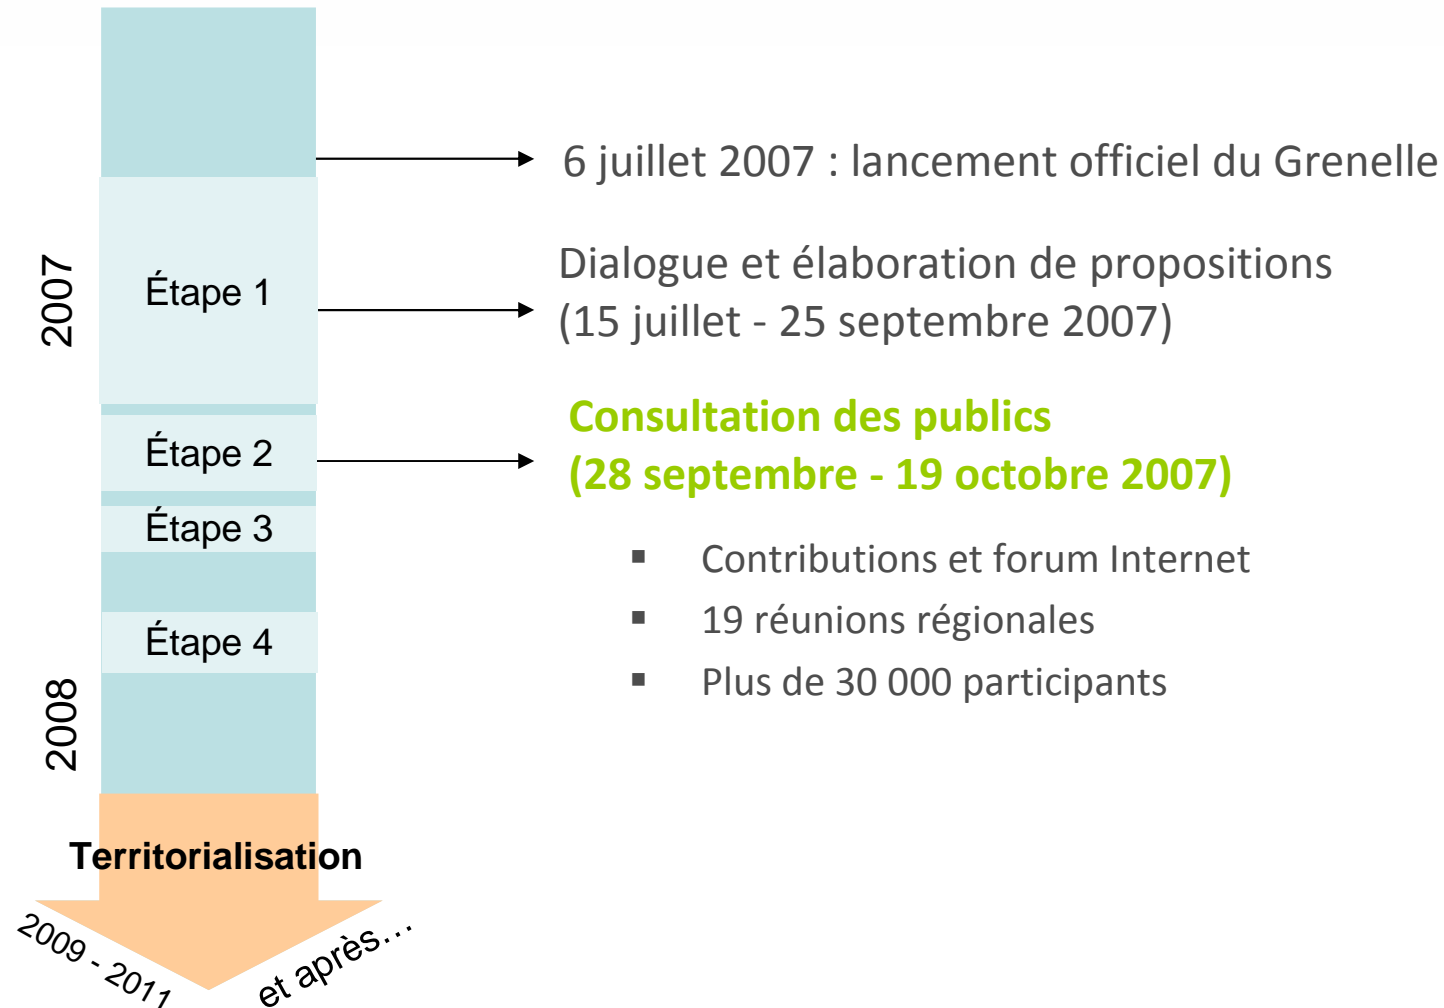 6 juillet 2007 : lancement officiel du Grenelle
2007
Étape 1
Dialogue et élaboration de propositions
(15 juillet - 25 septembre 2007)
Étape 2
Consultation des publics
(28 septembre - 19 octobre 2007)
▪ Contributions et forum Internet
▪ 19 réunions régionales
▪ Plus de 30 000 participants
Étape 3
Étape 4
2008
Territorialisation
2009 - 2011
et après…